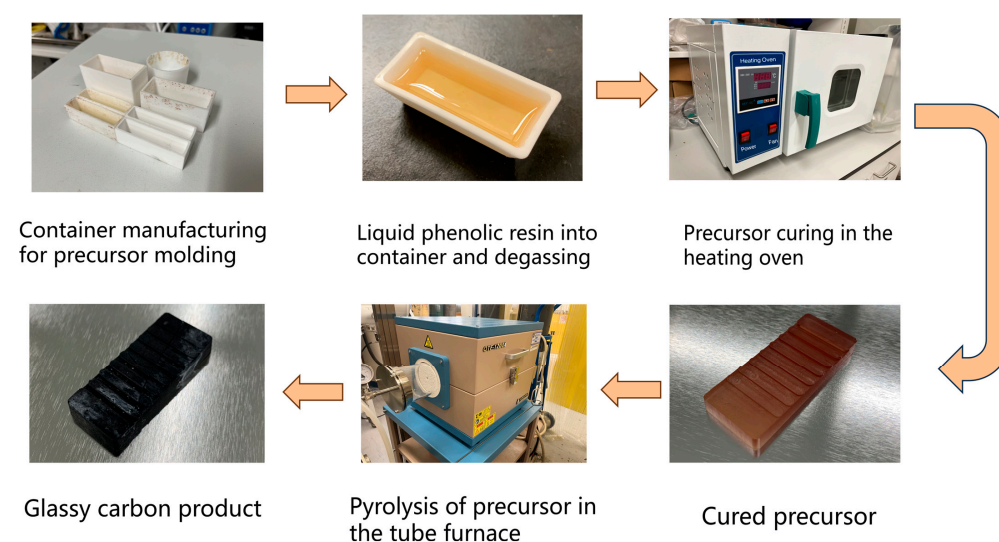 Heating Oven
Power
Fan
Container manufacturing
for precursor molding
Liquid phenolic resin into
container and degassing
Precursor curing in the
heating oven
Glassy carbon product
Pyrolysis of precursor in
the tube furnace
Cured precursor